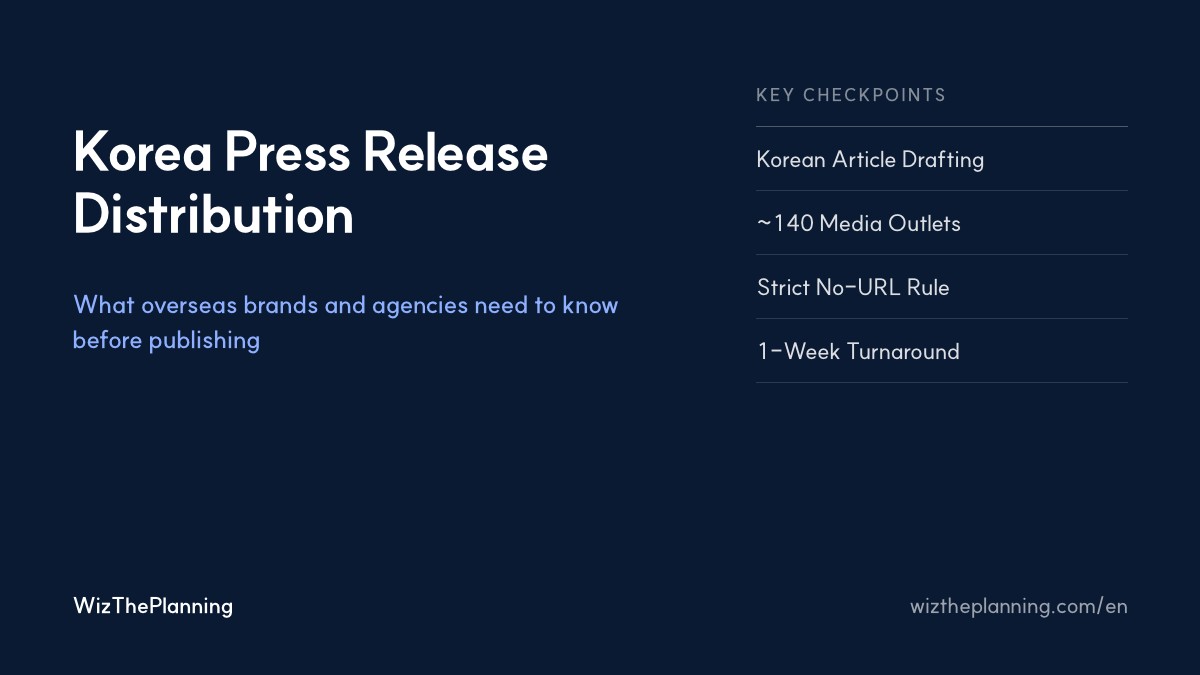 Korea Press Release
Distribution
What overseas brands and agencies need to know
before publishing
KEY CHECKPOINTS
Korean Article Drafting
~140 Media Outlets
Strict No-URL Rule
1-Week Turnaround
WizThePlanning
wiztheplanning.com/en